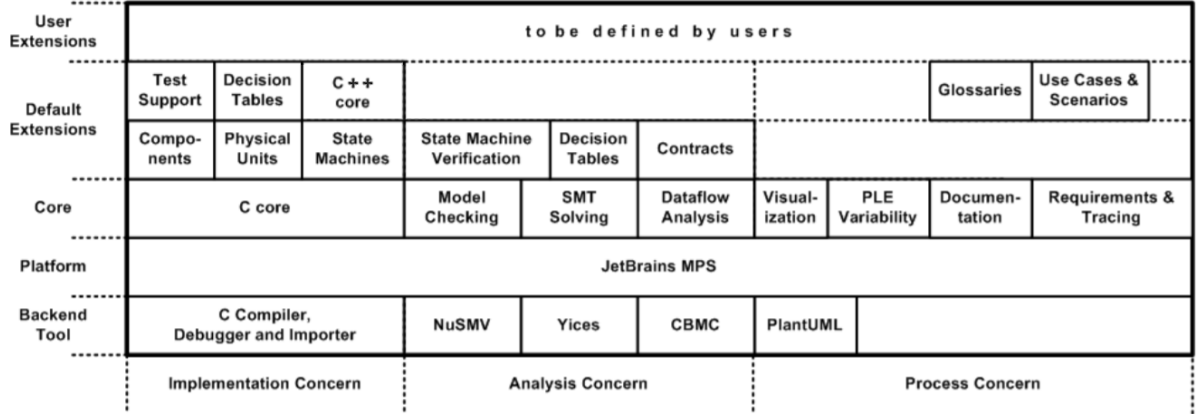 User
Extensions
to be defined by users
Default
Extensions
Test
Support
Decision
Tables
C++
core
Glossaries
Use Cases &
Scenarios
Compo-
nents
Physical
Units
State
Machines
State Machine
Verification
Decision
Tables
Contracts
Core
C core
Model
Checking
SMT
Solving
Dataflow
Analysis
Visual-
ization
PLE
Variability
Documen-
tation
Requirements &
Tracing
Platform
JetBrains MPS
Backend
Tool
C Compiler,
Debugger and Importer
NuSMV
Yices
CBMC
PlantUML
Implementation Concern
Analysis Concern
Process Concern